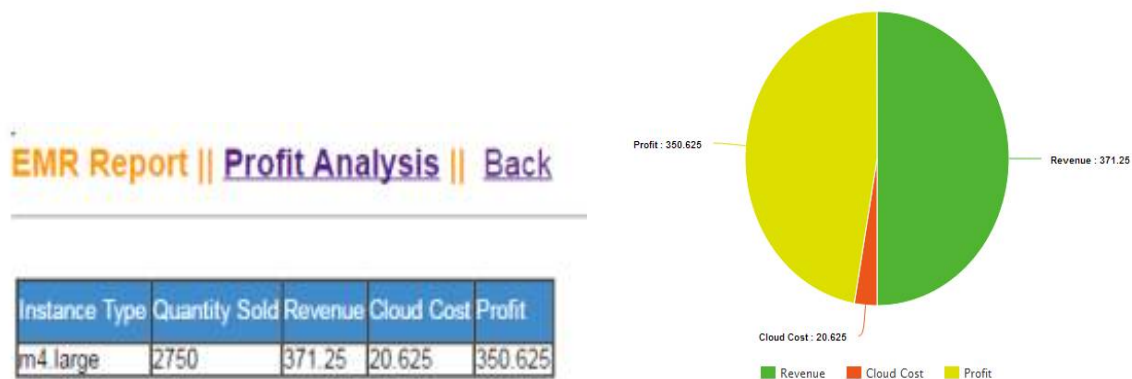 EMR Report || Profit Analysis || Back
Instance Type Quantity Sold Revenue Cloud Cost Profit
m4.large 2750 371.25 20.625 350.625
Profit : 350.625
Revenue : 371.25
Cloud Cost : 20.625
Revenue Cloud Cost Profit